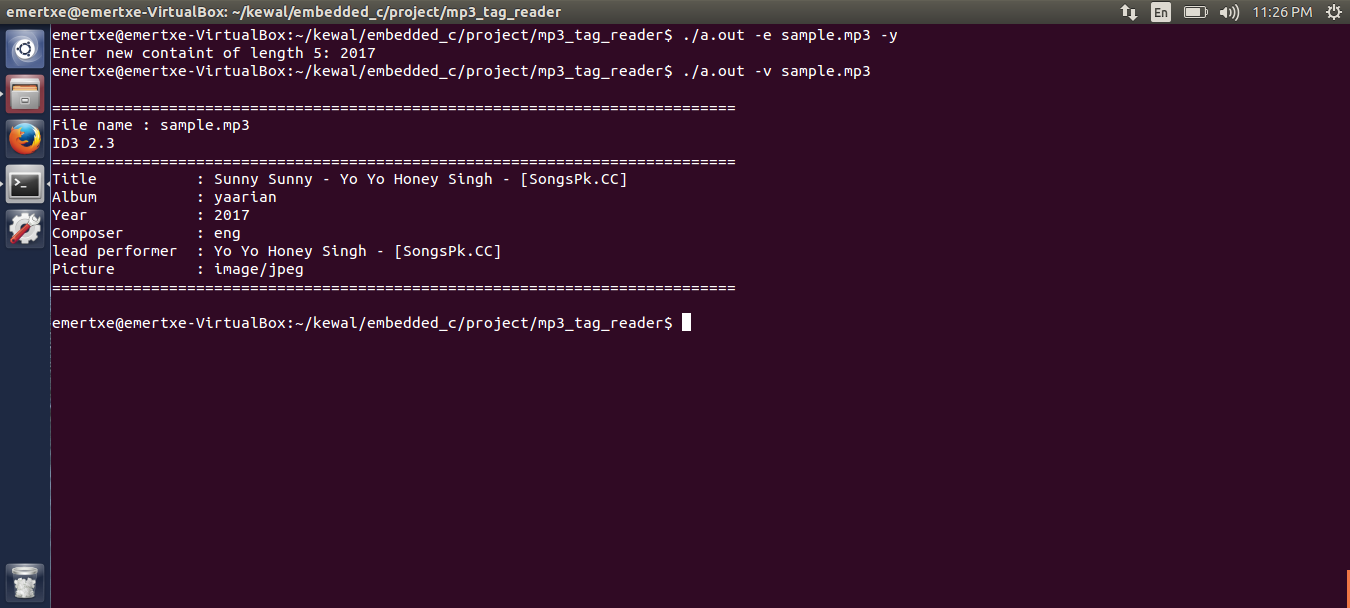 emertxe@emertxe-VirtualBox: ~/kewal/embedded_c/project/mp3_tag_reader En 11:26 PM
emertxe@emertxe-VirtualBox:~/kewal/embedded_c/project/mp3_tag_reader$ ./a.out -e sample.mp3 -y
Enter new containt of length 5: 2017
emertxe@emertxe-VirtualBox:~/kewal/embedded_c/project/mp3_tag_reader$ ./a.out -v sample.mp3
============================================================================
File name : sample.mp3
ID3 2.3
============================================================================
Title : Sunny Sunny - Yo Yo Honey Singh - [SongsPk.CC]
Album : yaarian
Year : 2017
Composer : eng
lead performer : Yo Yo Honey Singh - [SongsPk.CC]
Picture : image/jpeg
============================================================================
emertxe@emertxe-VirtualBox:~/kewal/embedded_c/project/mp3_tag_reader$